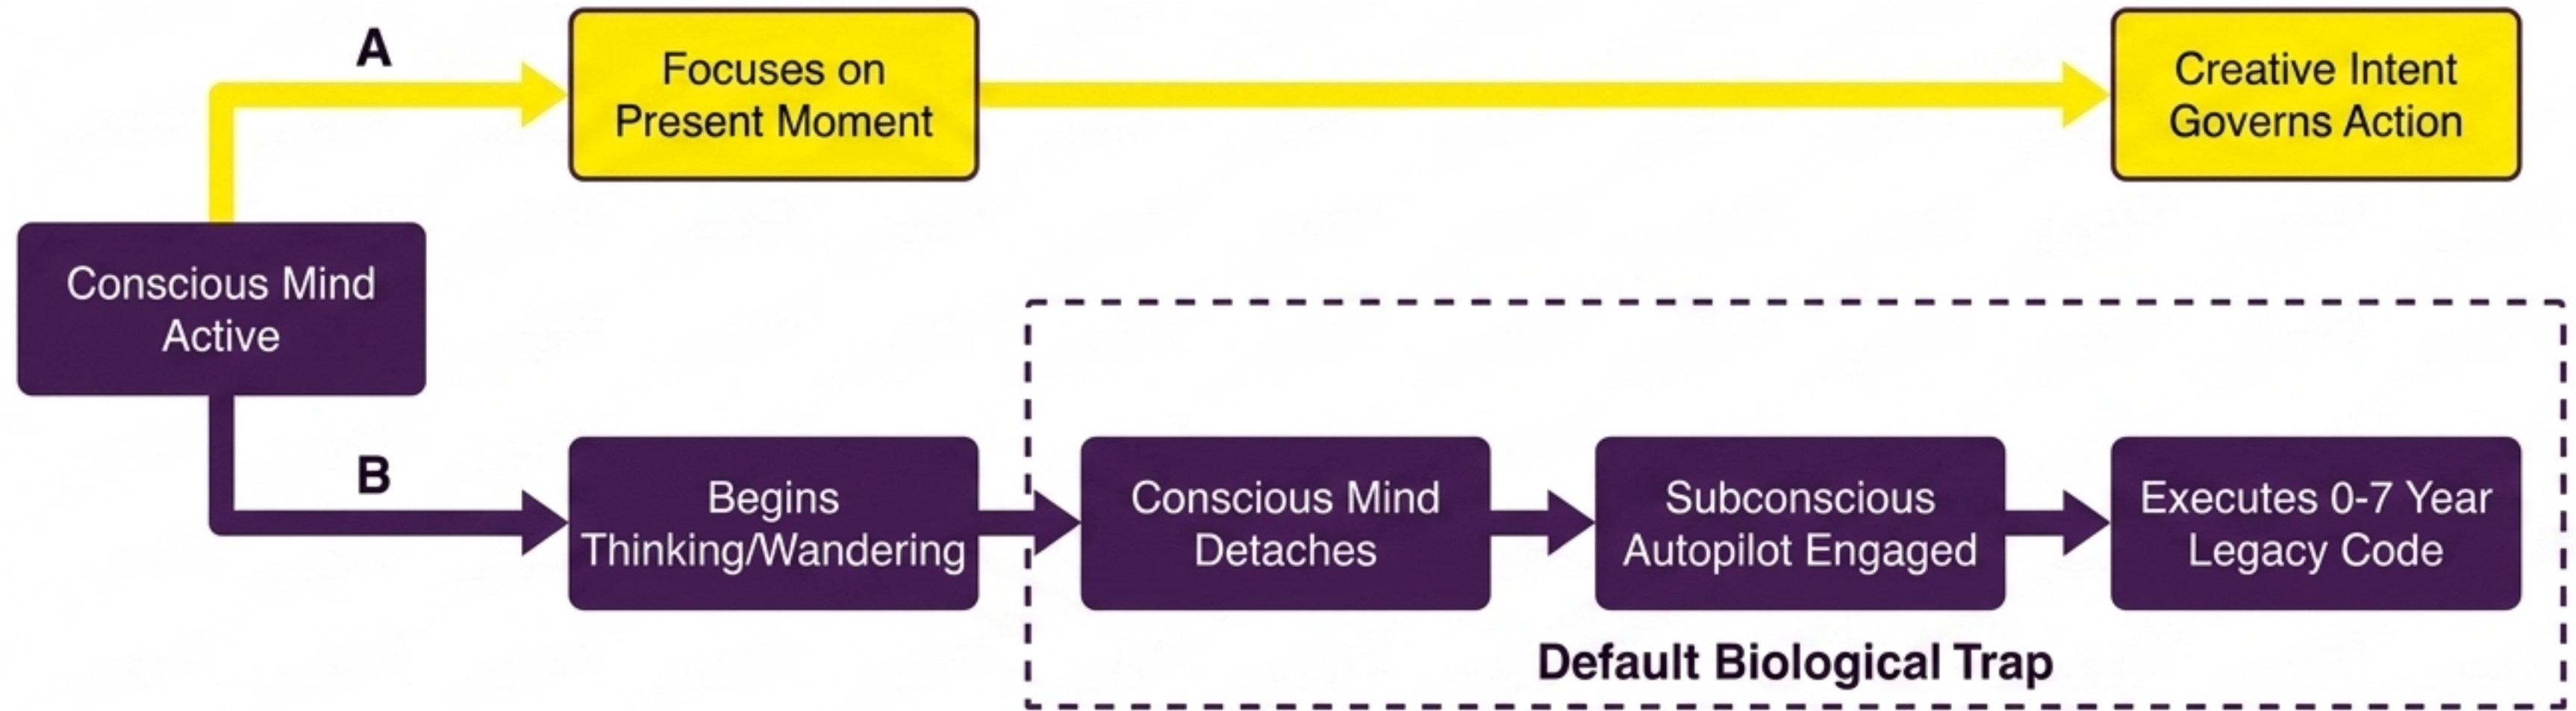 A
Focuses on
Present Moment
Creative Intent
Governs Action
Conscious Mind
Active
B
Begins
Thinking/Wandering
Conscious Mind
Detaches
Subconscious
Autopilot Engaged
Executes 0-7 Year
Legacy Code
Default Biological Trap